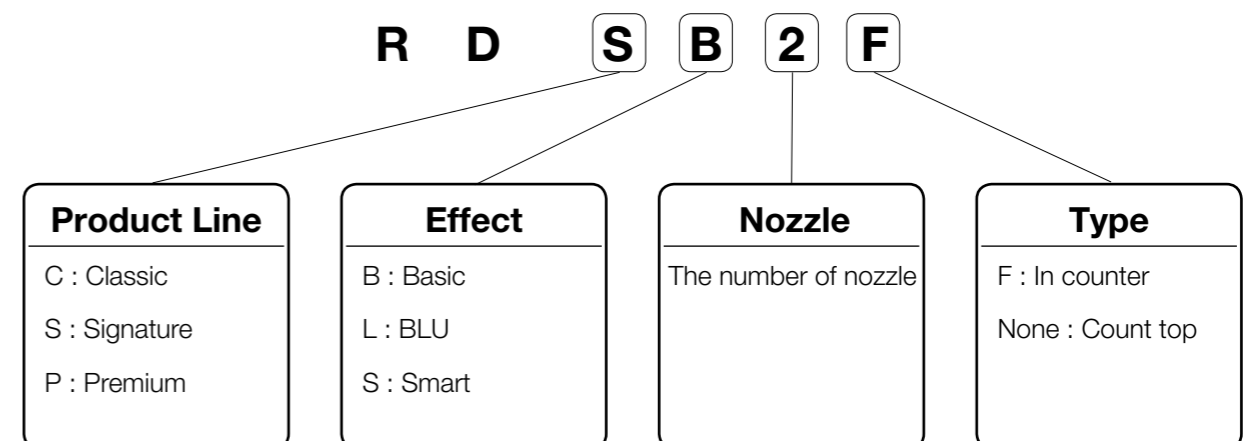 R D S B 2 F
Product Line
C : Classic
S : Signature
P : Premium
Effect
B : Basic
L : BLU
S : Smart
Nozzle
The number of nozzle
Type
F : In counter
None : Count top